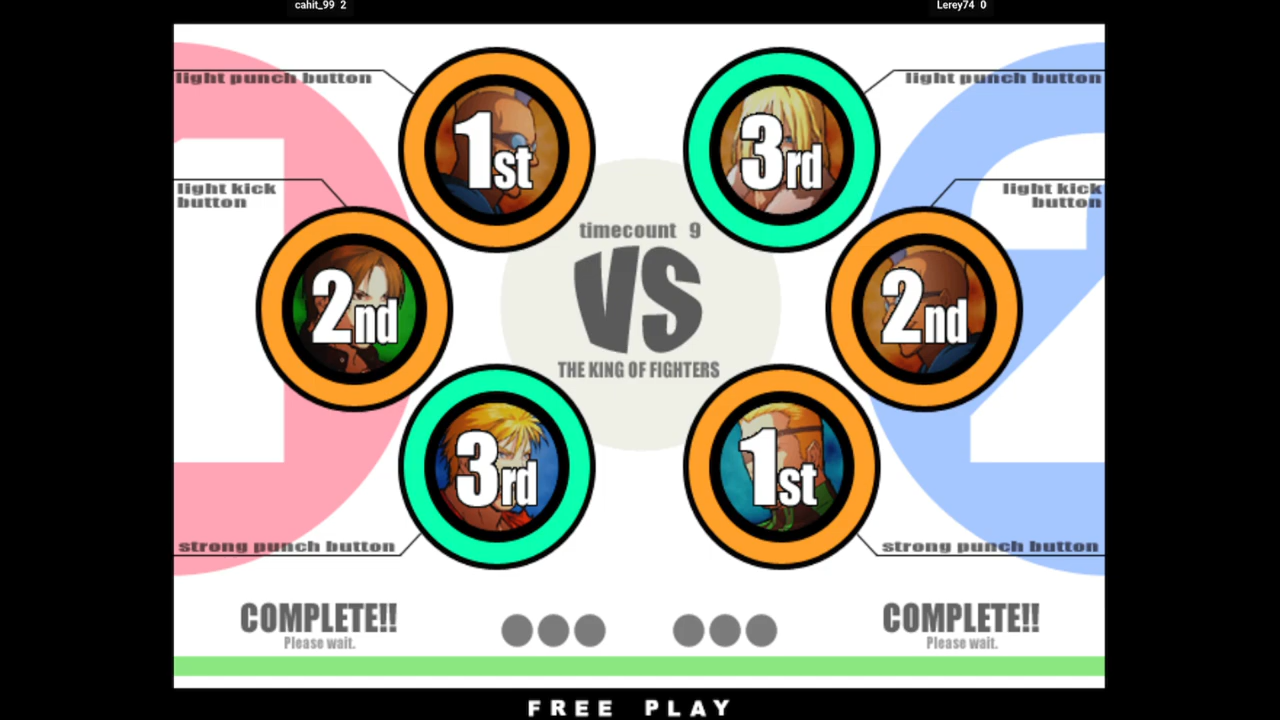 cahit_99 2
Lerey74 0
light punch button
1st
3rd
light punch button
light kick
button
light kick
button
timecount 9
VS
THE KING OF FIGHTERS
2nd
2nd
3rd
1st
strong punch button
strong punch button
COMPLETE!!
Please wait.
COMPLETE!!
Please wait.
1
2
FREE PLAY